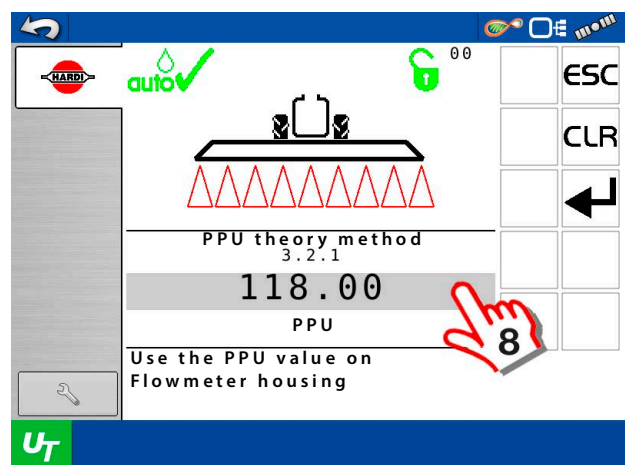 00
ESC
HARDI
auto
CLR
PPU theory method
3.2.1
118.00
PPU
8
Use the PPU value on
Flowmeter housing
UT